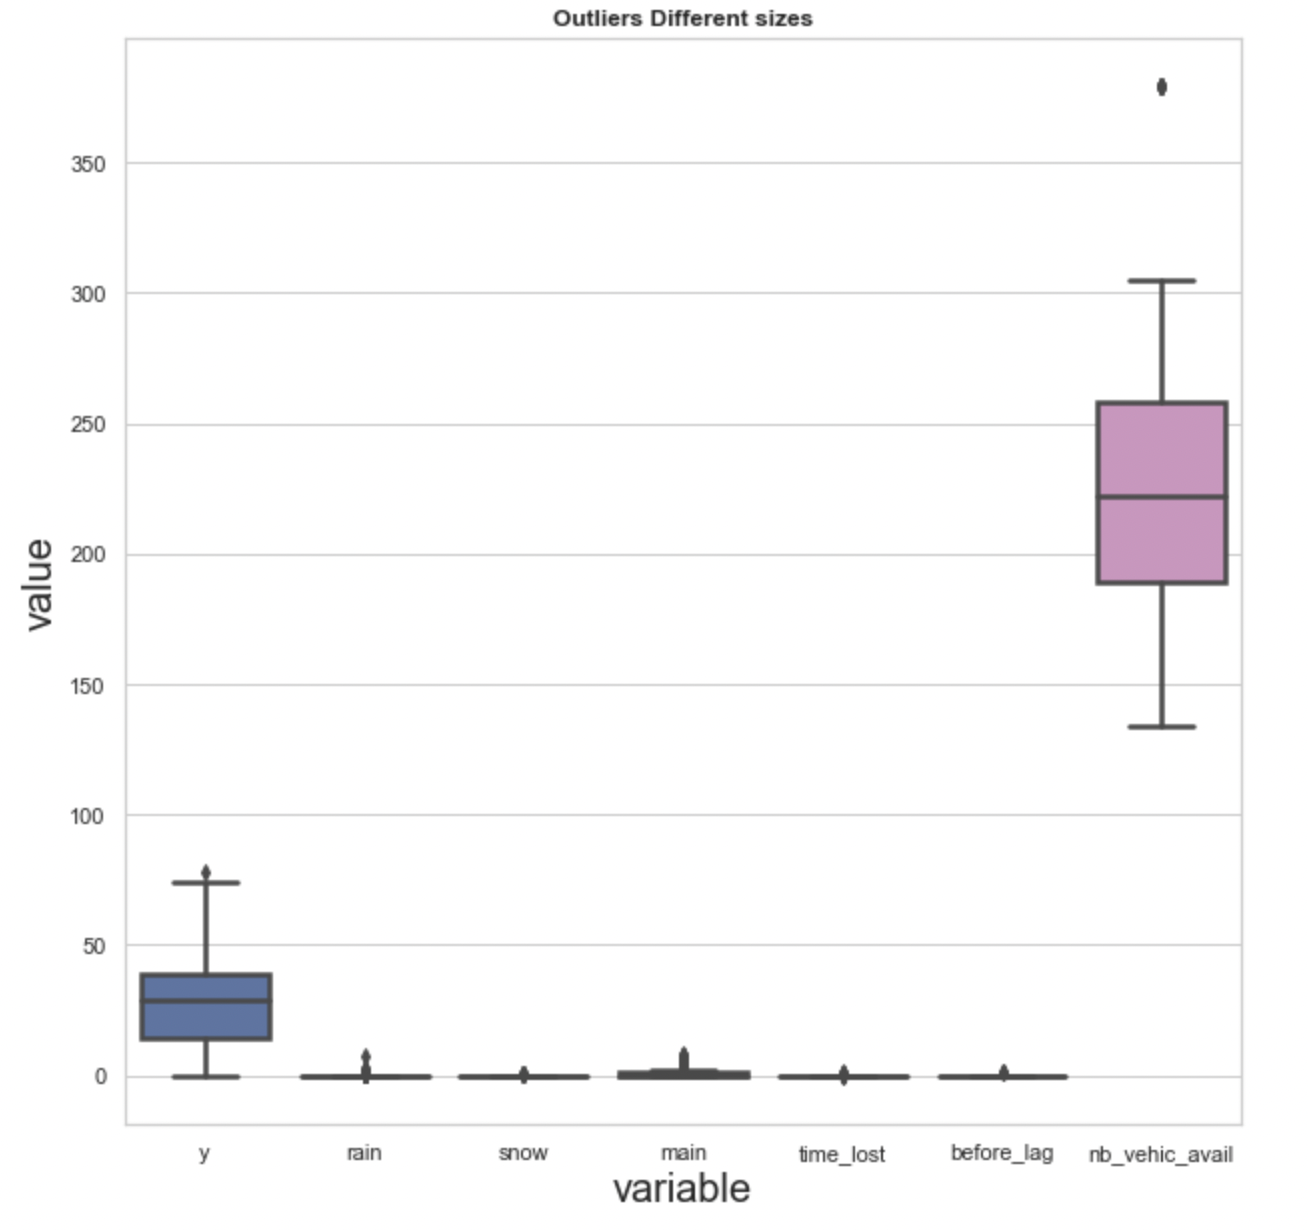 Outliers Different sizes
350
300
250
200
150
100
50
0
value
y rain snow main time_lost before_lag nb_vehic_avail
variable